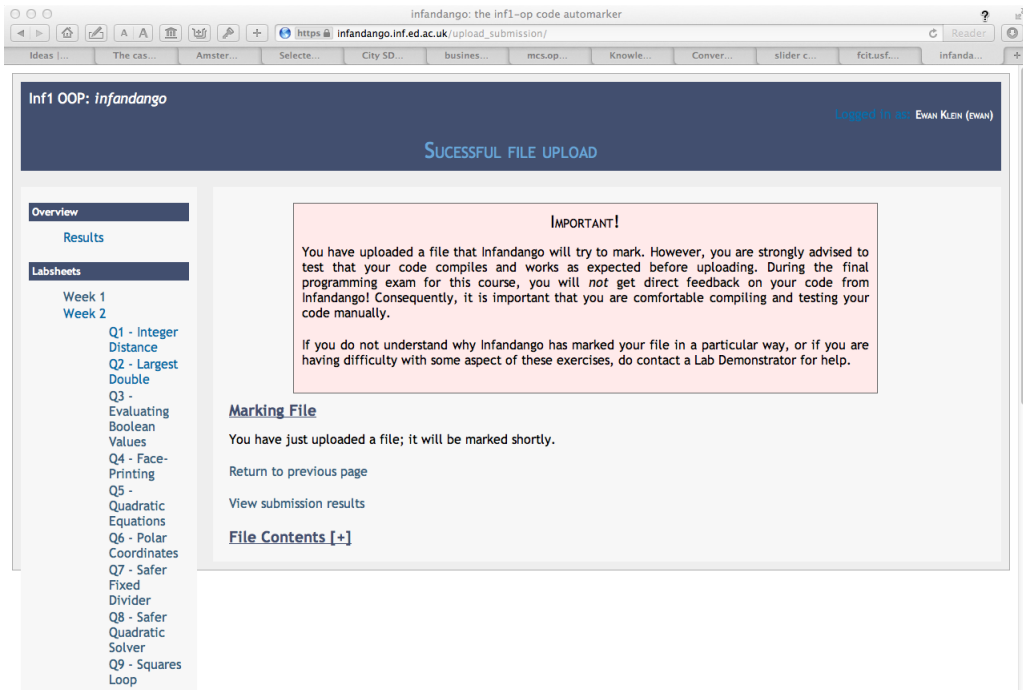 infandango: the inf1-op code automarker
?
A A + https infandango.inf.ed.ac.uk/upload_submission/ Reader
Ideas |... The cas... Amster... Selecte... City SD... busines... mcs.op... Knowle... Conver... slider c... fcit.usf.... infanda... +
Inf1 OOP: infandango
Logged in as: Ewan Klein (ewan)
Sucessful file upload
Overview
Results
Labsheets
Week 1
Week 2
Q1 - Integer
Distance
Q2 - Largest
Double
Q3 -
Evaluating
Boolean
Values
Q4 - Face-
Printing
Q5 -
Quadratic
Equations
Q6 - Polar
Coordinates
Q7 - Safer
Fixed
Divider
Q8 - Safer
Quadratic
Solver
Q9 - Squares
Loop
Important!
You have uploaded a file that Infandango will try to mark. However, you are strongly advised to
test that your code compiles and works as expected before uploading. During the final
programming exam for this course, you will not get direct feedback on your code from
Infandango! Consequently, it is important that you are comfortable compiling and testing your
code manually.
If you do not understand why Infandango has marked your file in a particular way, or if you are
having difficulty with some aspect of these exercises, do contact a Lab Demonstrator for help.
Marking File
You have just uploaded a file; it will be marked shortly.
Return to previous page
View submission results
File Contents [+]